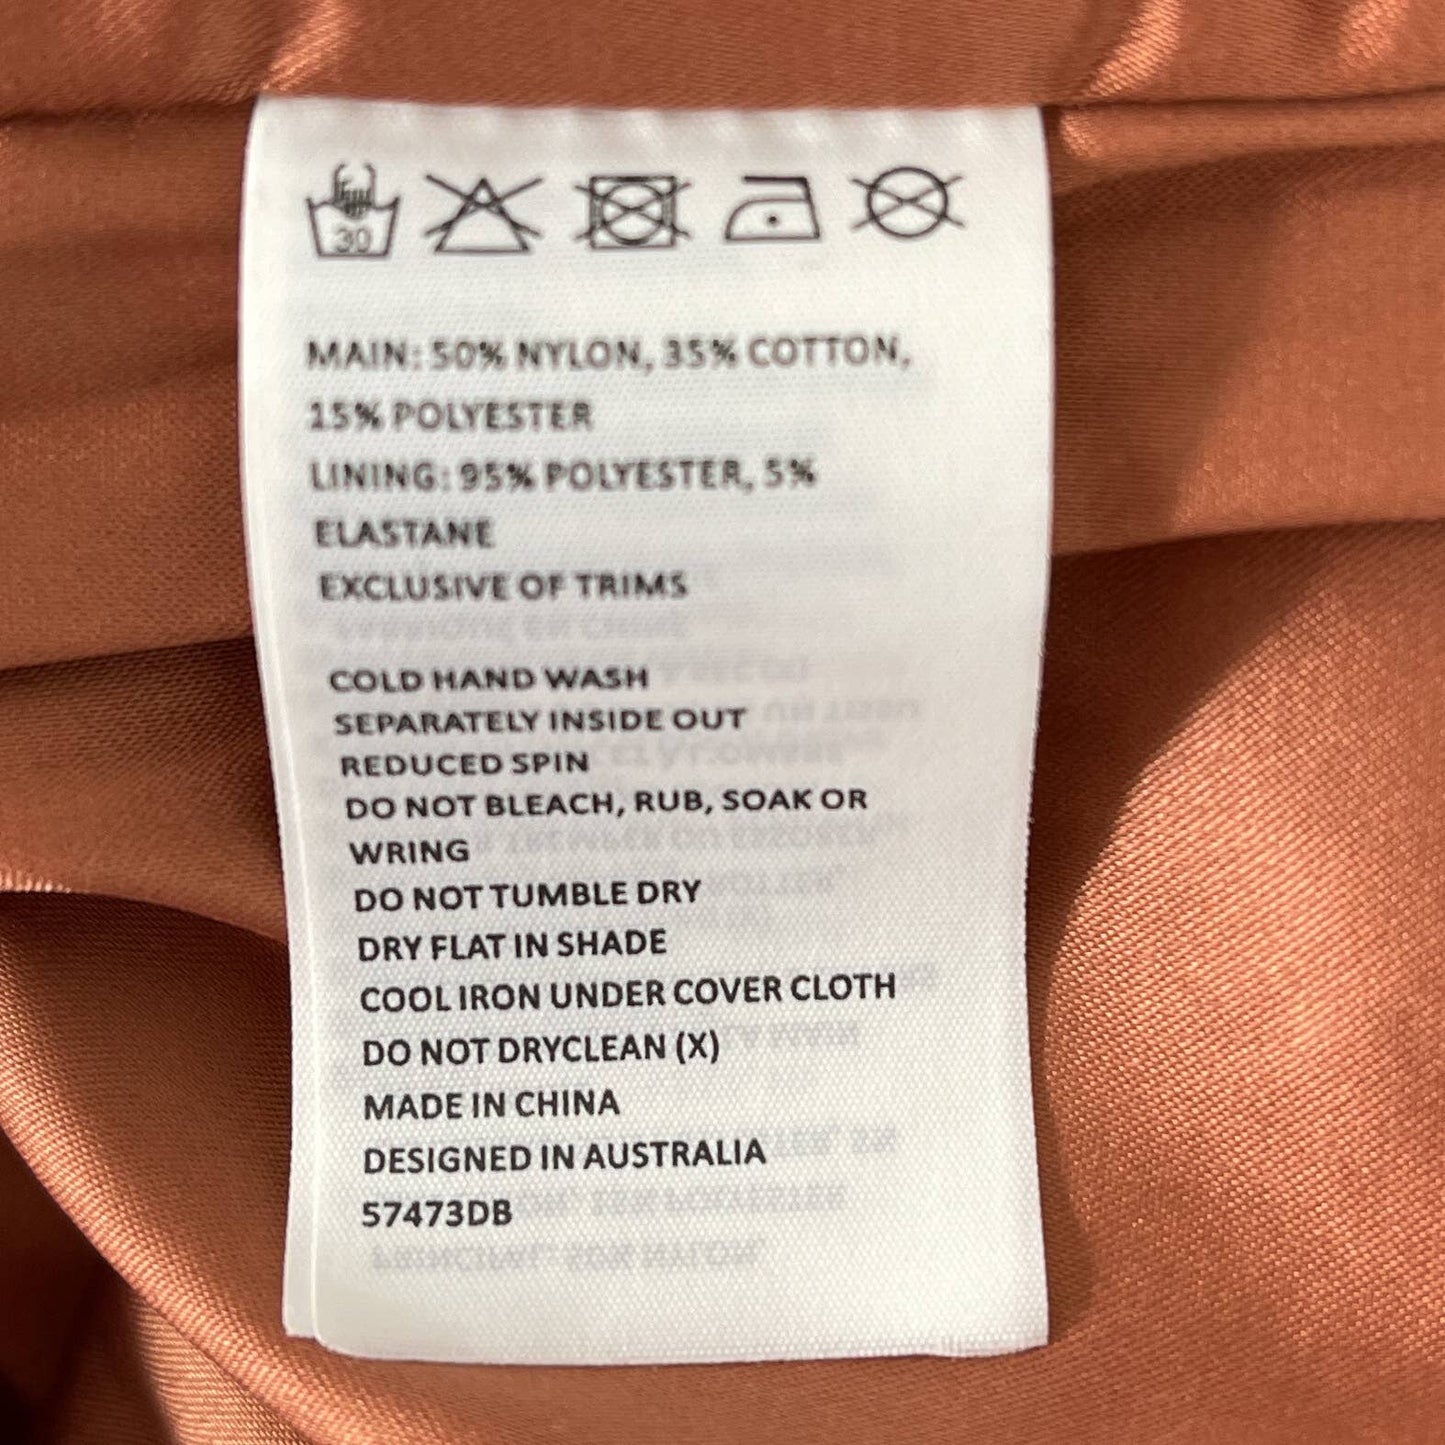 30
MAIN: 50% NYLON, 35% COTTON,
15% POLYESTER
LINING: 95% POLYESTER, 5%
ELASTANE
EXCLUSIVE OF TRIMS
COLD HAND WASH
SEPARATELY INSIDE OUT
REDUCED SPIN
DO NOT BLEACH, RUB, SOAK OR
WRING
DO NOT TUMBLE DRY
DRY FLAT IN SHADE
COOL IRON UNDER COVER CLOTH
DO NOT DRYCLEAN (X)
MADE IN CHINA
DESIGNED IN AUSTRALIA
57473DB